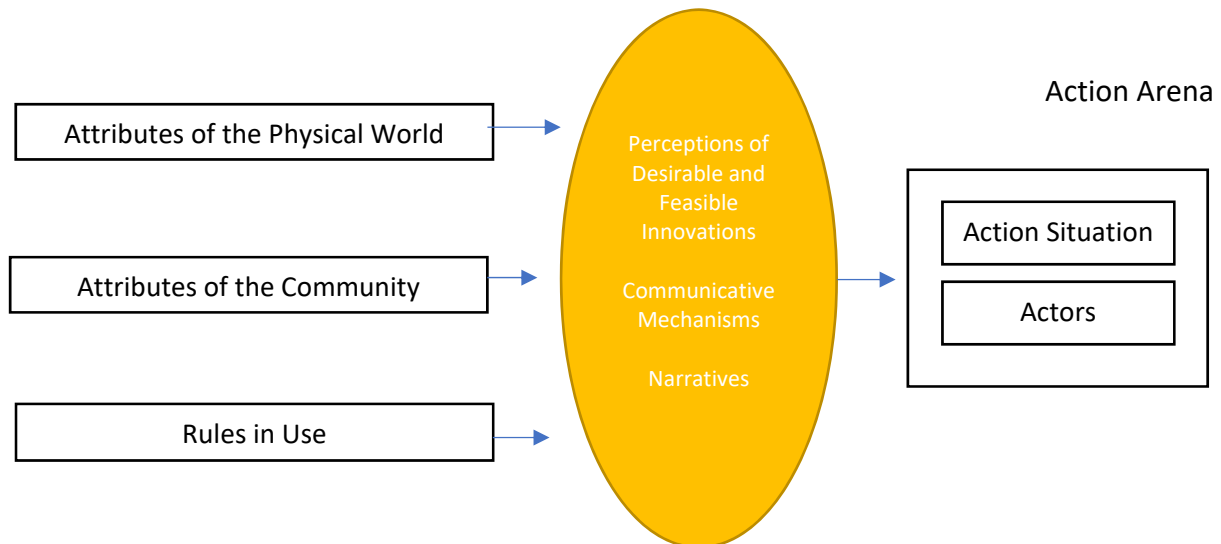 Attributes of the Physical World
Attributes of the Community
Rules in Use
Perceptions of
Desirable and
Feasible
Innovations
Communicative
Mechanisms
Narratives
Action Arena
Action Situation
Actors